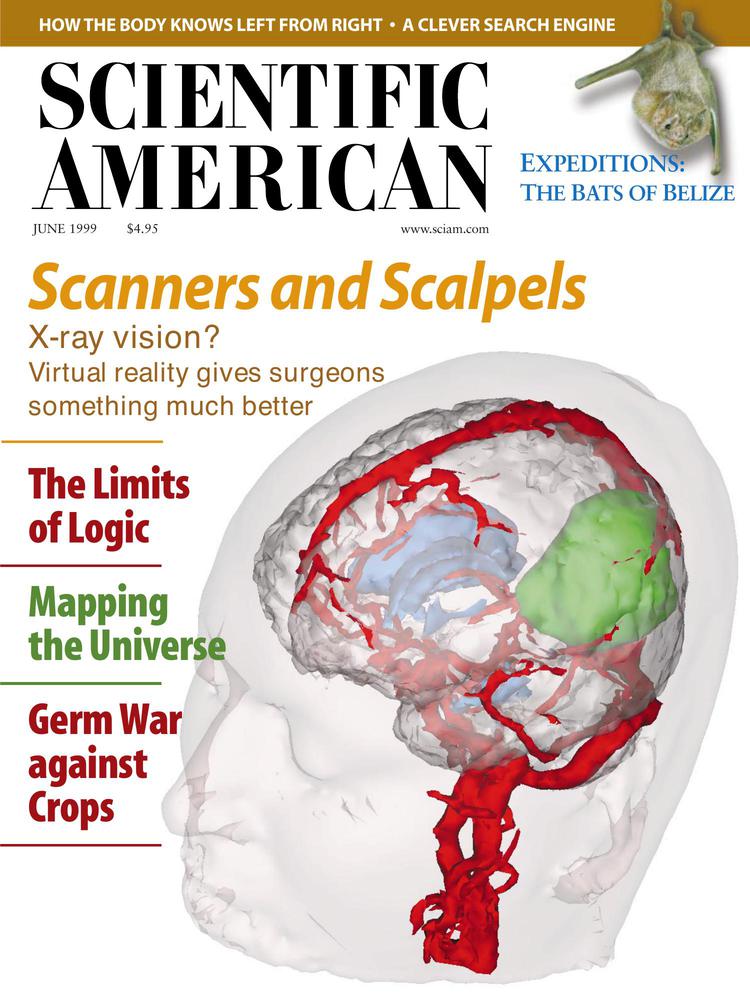 HOW THE BODY KNOWS LEFT FROM RIGHT • A CLEVER SEARCH ENGINE
SCIENTIFIC
AMERICAN
EXPEDITIONS:
THE BATS OF BELIZE
JUNE 1999 $4.95 www.sciam.com
Scanners and Scalpels
X-ray vision?
Virtual reality gives surgeons
something much better
The Limits
of Logic
Mapping
the Universe
Germ War
against
Crops